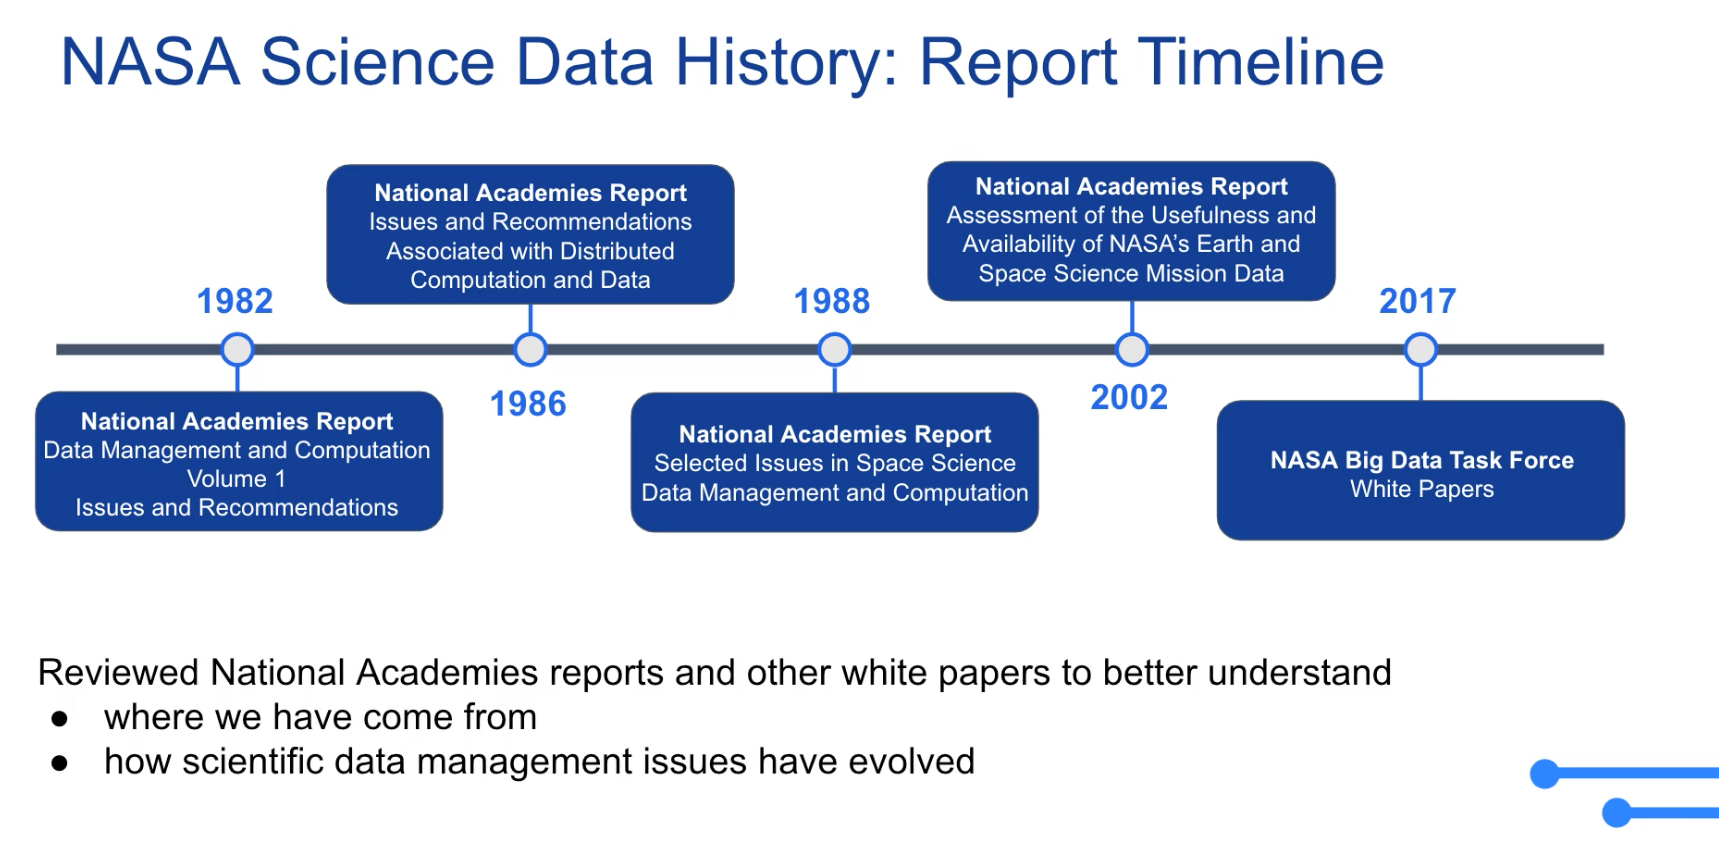 NASA Science Data History: Report Timeline
1982
National Academies Report
Data Management and Computation
Volume 1
Issues and Recommendations
National Academies Report
Issues and Recommendations
Associated with Distributed
Computation and Data
1986
1988
National Academies Report
Selected Issues in Space Science
Data Management and Computation
National Academies Report
Assessment of the Usefulness and
Availability of NASA’s Earth and
Space Science Mission Data
2002
2017
NASA Big Data Task Force
White Papers
Reviewed National Academies reports and other white papers to better understand
● where we have come from
● how scientific data management issues have evolved